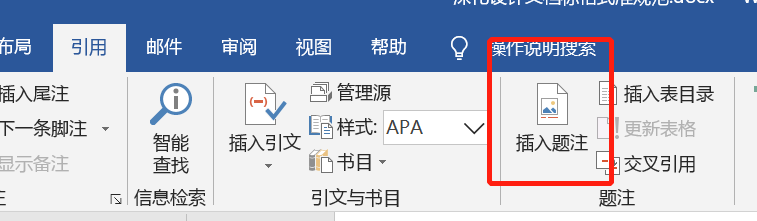 布局 引用 邮件 审阅 视图 帮助 操作说明搜索
插入尾注
下一条脚注
显示备注
智能
查找
信息检索
插入引文
管理源
样式: APA
书目
引文与书目
插入题注
插入表目录
更新表格
交叉引用
题注